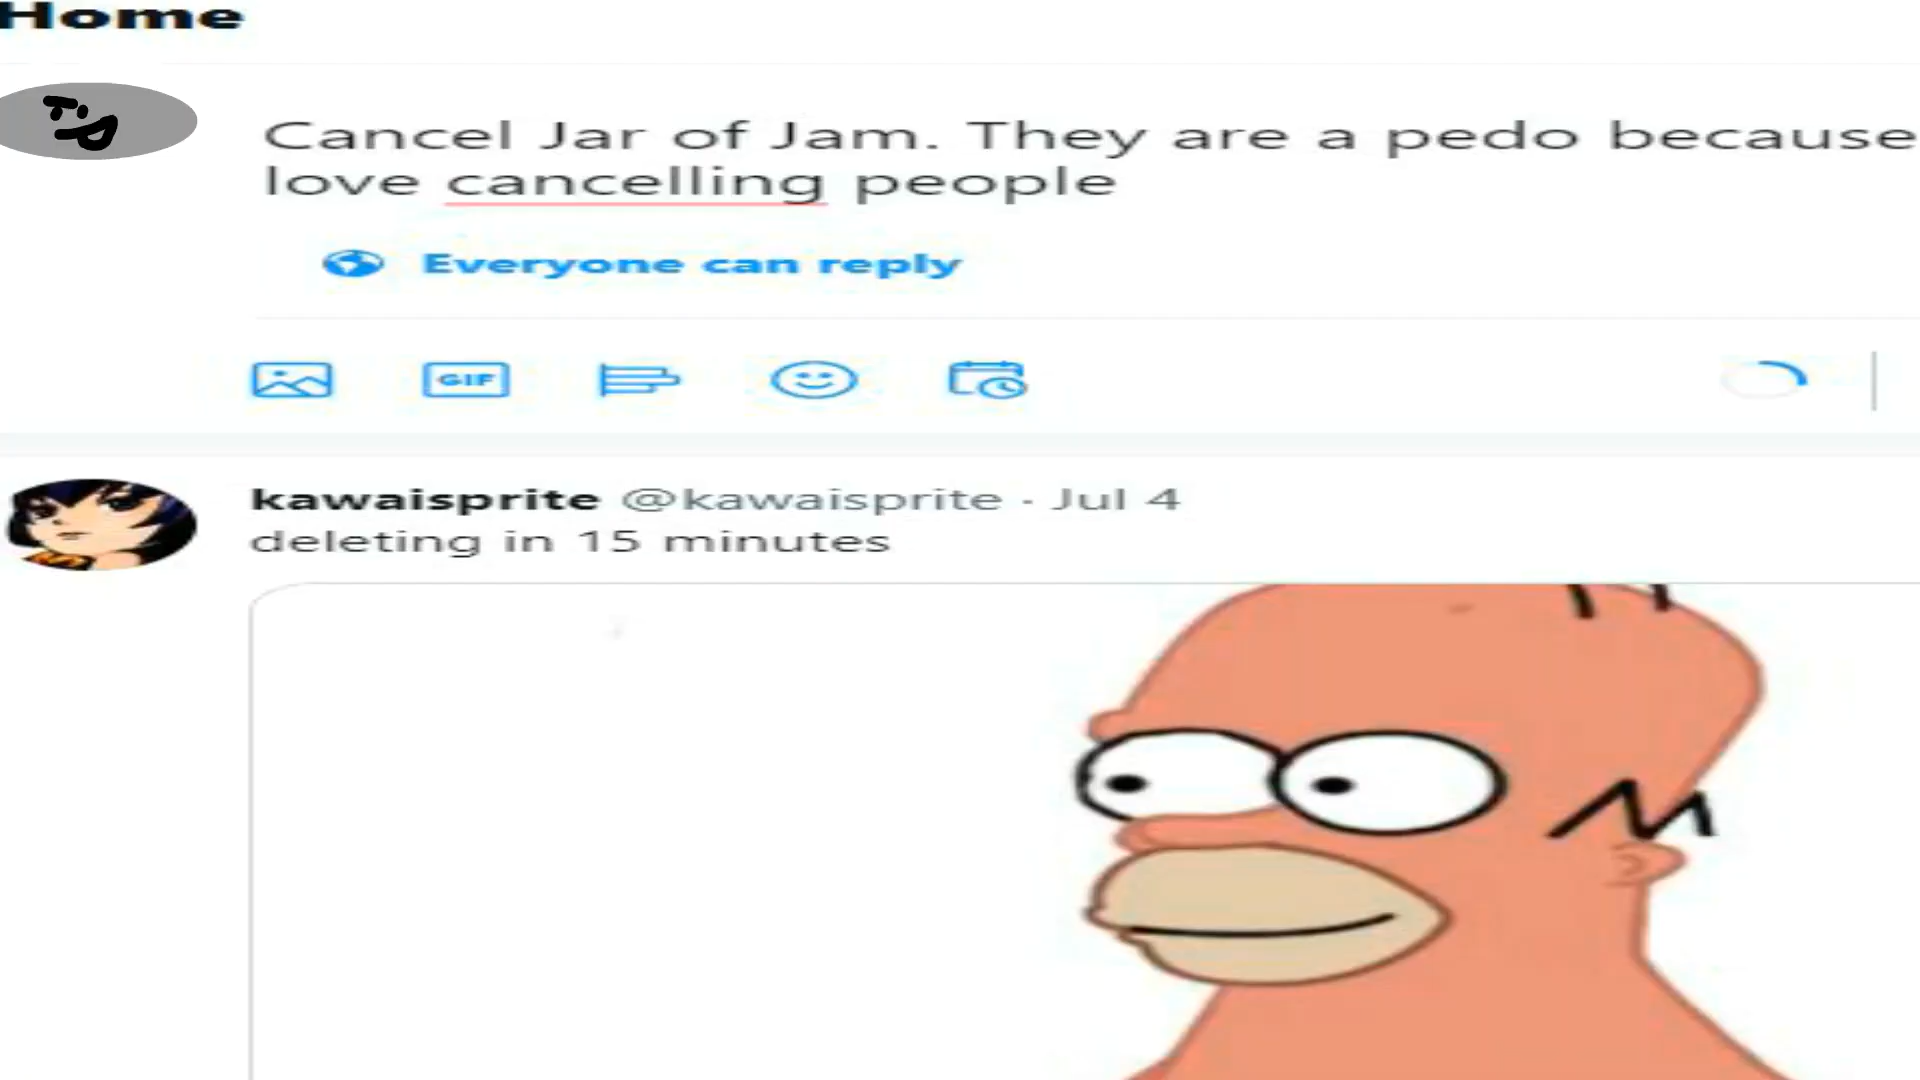 Home
Cancel Jar of Jam. They are a pedo because
love cancelling people
Everyone can reply
GIF
kawaisprite @kawaisprite · Jul 4
deleting in 15 minutes